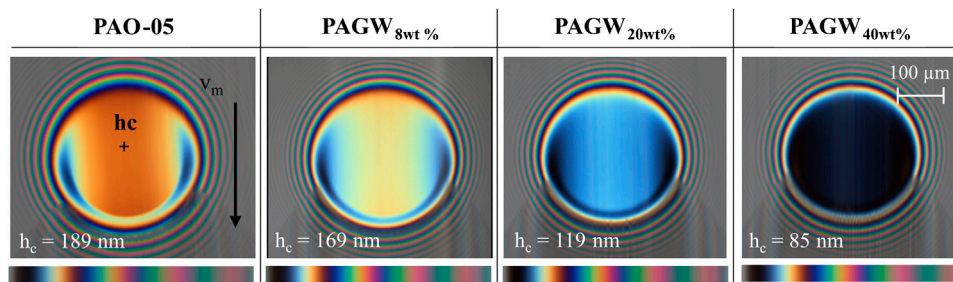 PAO-05
PAGW8wt %
PAGW20wt%
PAGW40wt%
vm
hc
+
100 µm
hc = 189 nm
hc = 169 nm
hc = 119 nm
hc = 85 nm